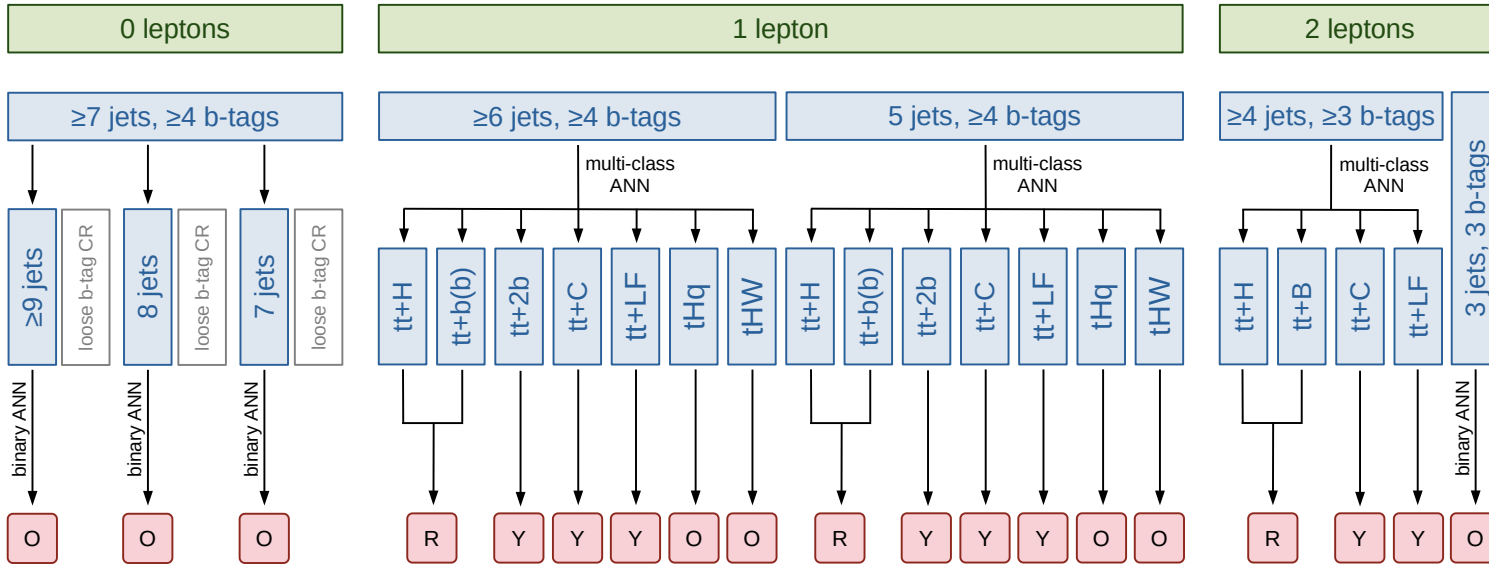 0 leptons
1 lepton
2 leptons
≥7 jets, ≥4 b-tags
≥6 jets, ≥4 b-tags
5 jets, ≥4 b-tags
≥4 jets, ≥3 b-tags
3 jets, 3 b-tags
multi-class
ANN
multi-class
ANN
multi-class
ANN
≥9 jets
loose b-tag CR
8 jets
loose b-tag CR
7 jets
loose b-tag CR
tt+H
tt+b(b)
tt+2b
tt+C
tt+LF
tHq
tHW
tt+H
tt+b(b)
tt+2b
tt+C
tt+LF
tHq
tHW
tt+H
tt+B
tt+C
tt+LF
binary ANN
binary ANN
binary ANN
binary ANN
O
O
O
R
Y
Y
Y
O
O
R
Y
Y
Y
O
O
R
Y
Y
O